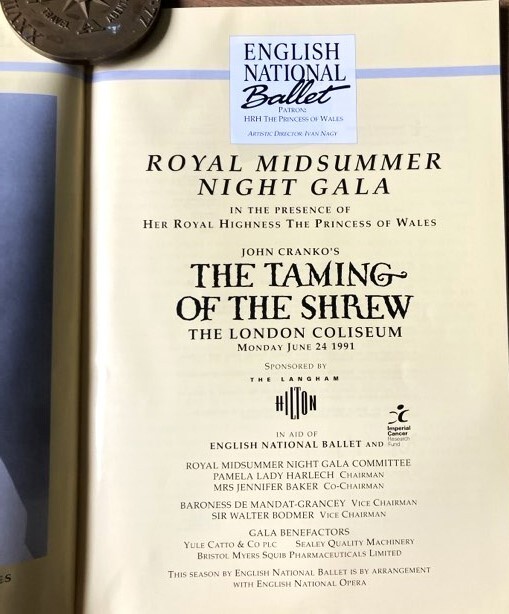 ENGLISH
NATIONAL
Ballet
PATRON:
HRH THE PRINCESS OF WALES
ARTISTIC DIRECTOR: IVAN NAGY
ROYAL MIDSUMMER
NIGHT GALA
IN THE PRESENCE OF
HER ROYAL HIGHNESS THE PRINCESS OF WALES
JOHN CRANKO'S
THE TAMING
OF THE SHREW
THE LONDON COLISEUM
MONDAY JUNE 24 1991
SPONSORED BY
THE LANGHAM
HILTON
IN AID OF
ENGLISH NATIONAL BALLET AND
Imperial
Cancer
Research
Fund
ROYAL MIDSUMMER NIGHT GALA COMMITTEE
PAMELA LADY HARLECH CHAIRMAN
MRS JENNIFER BAKER CO-CHAIRMAN
BARONESS DE MANDAT-GRANCEY VICE CHAIRMAN
SIR WALTER BODMER VICE CHAIRMAN
GALA BENEFACTORS
YULE CATTO & CO PLC SEALEY QUALITY MACHINERY
BRISTOL MYERS SQUIB PHARMACEUTICALS LIMITED
THIS SEASON BY ENGLISH NATIONAL BALLET IS BY ARRANGEMENT
WITH ENGLISH NATIONAL OPERA